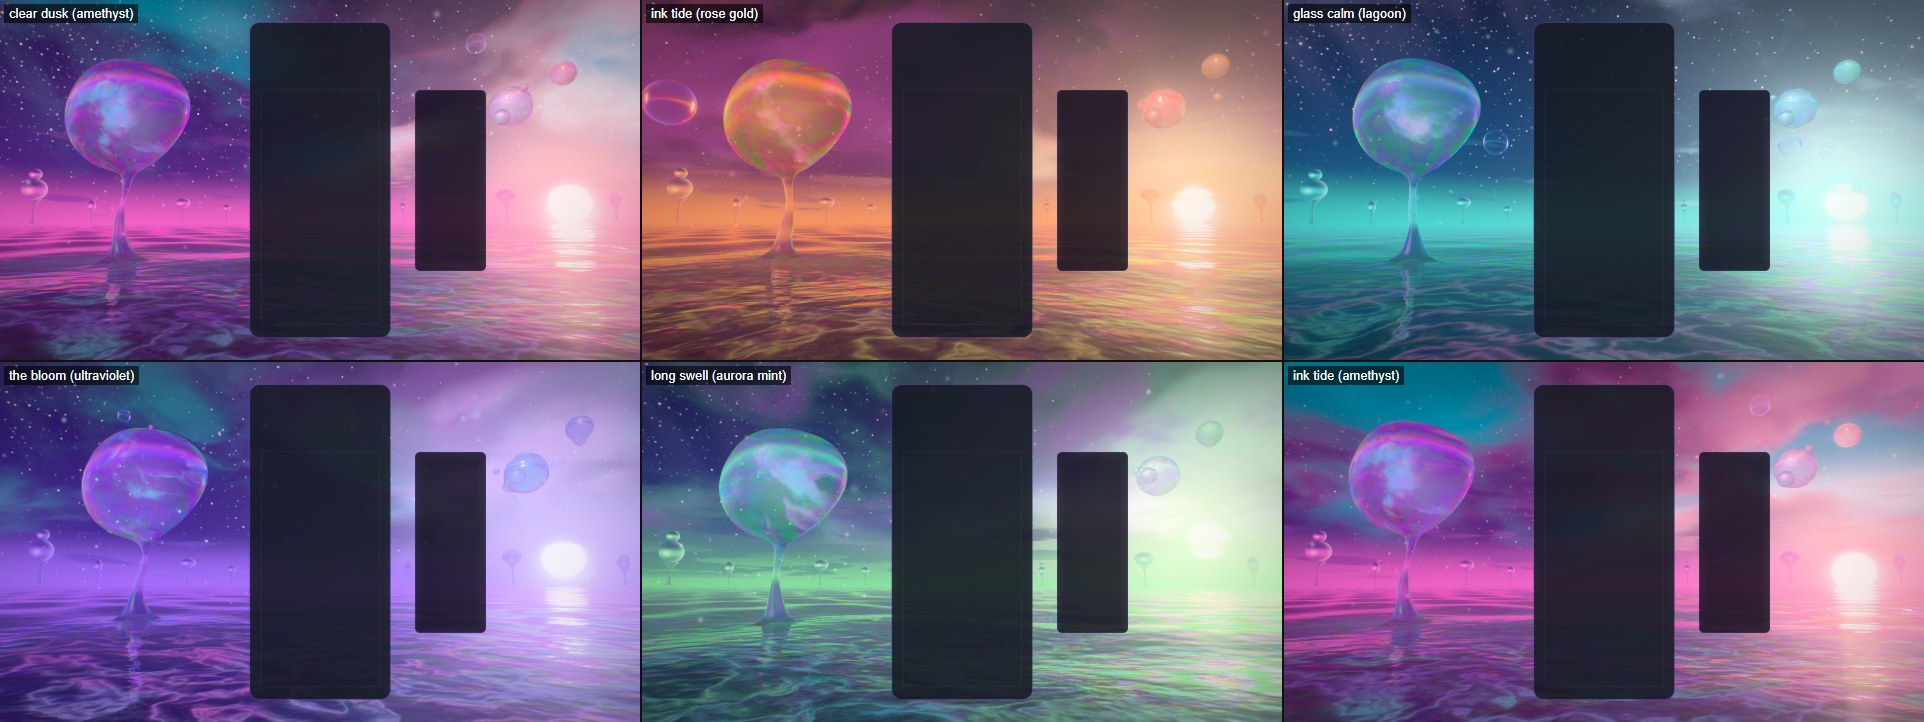 clear dusk (amethyst)
ink tide (rose gold)
glass calm (lagoon)
the bloom (ultraviolet)
long swell (aurora mint)
ink tide (amethyst)